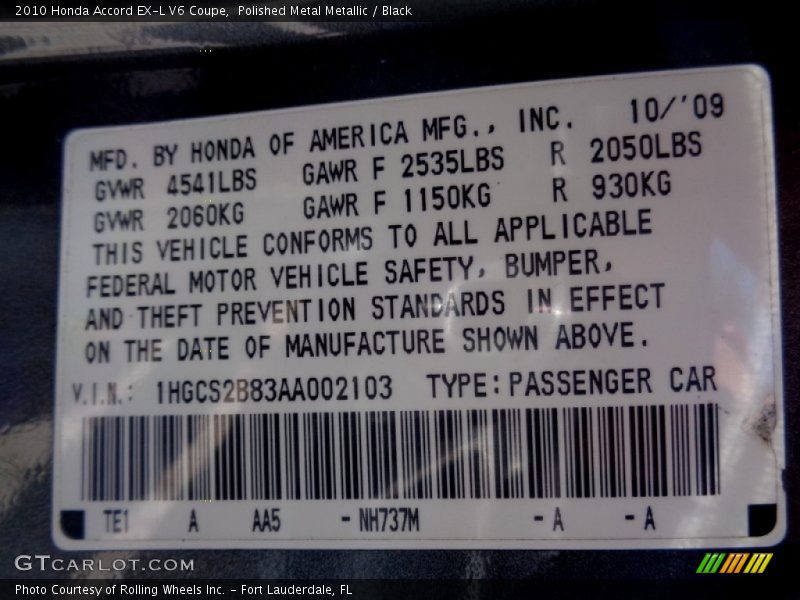 2010 Honda Accord EX-L V6 Coupe,  Polished Metal Metallic / Black
MFD. BY HONDA OF AMERICA MFG., INC. 10/'09
GVWR 4541LBS GAWR F 2535LBS R 2050LBS
GVWR 2060KG GAWR F 1150KG R 930KG
THIS VEHICLE CONFORMS TO ALL APPLICABLE
FEDERAL MOTOR VEHICLE SAFETY, BUMPER,
AND THEFT PREVENTION STANDARDS IN EFFECT
ON THE DATE OF MANUFACTURE SHOWN ABOVE.
V.I.N.: 1HGCS2B83AA002103 TYPE:PASSENGER CAR
TE1 A AA5 -NH737M -A -A
GTCARLOT.COM
Photo Courtesy of Rolling Wheels Inc. – Fort Lauderdale, FL